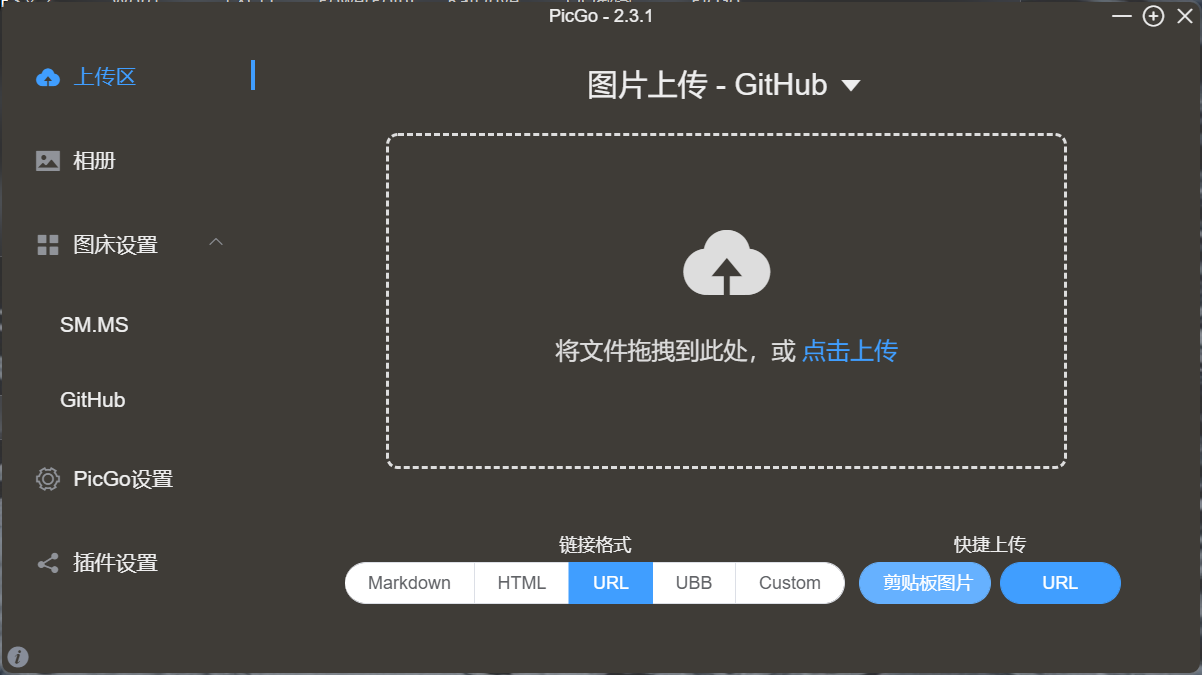 PicGo - 2.3.1
上传区
相册
图床设置
SM.MS
GitHub
PicGo设置
插件设置
图片上传 - GitHub
将文件拖拽到此处，或 点击上传
链接格式
Markdown HTML URL UBB Custom
快捷上传
剪贴板图片 URL